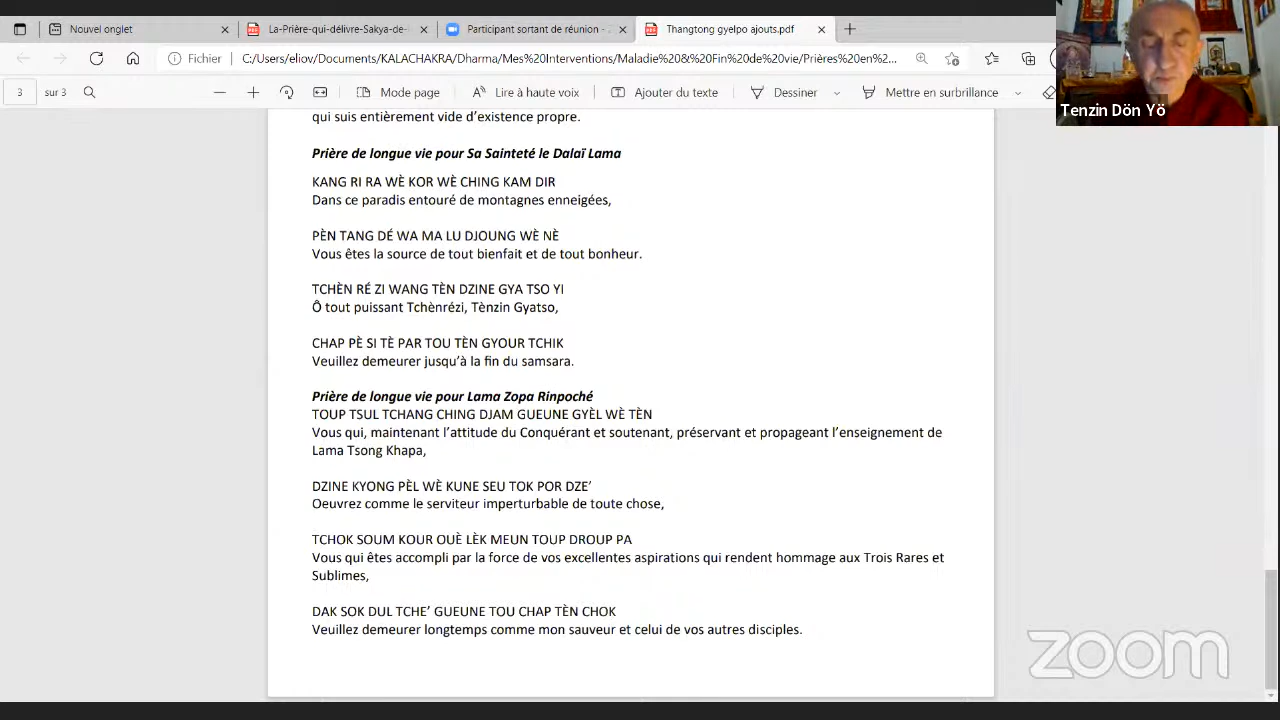 Nouvel onglet
La-Prière-qui-délivre-Sakya-de-
Participant sortant de réunion -
Thangtong gyelpo ajouts.pdf
Fichier
C:/Users/eliov/Documents/KALACHAKRA/Dharma/Mes%20Interventions/Maladie%20&%20Fin%20de%20vie/Prières%20en%2...
3 sur 3
Mode page
Lire à haute voix
Ajouter du texte
Dessiner
Mettre en surbrillance
Tenzin Dön Yö
qui suis entièrement vide d’existence propre.
Prière de longue vie pour Sa Sainteté le Dalaï Lama
KANG RI RA WÈ KOR WÈ CHING KAM DIR
Dans ce paradis entouré de montagnes enneigées,
PÈN TANG DÉ WA MA LU DJOUNG WÈ NÈ
Vous êtes la source de tout bienfait et de tout bonheur.
TCHÈN RÉ ZI WANG TÈN DZINE GYA TSO YI
Ô tout puissant Tchènrézi, Tènzin Gyatso,
CHAP PÈ SI TÈ PAR TOU TÈN GYOUR TCHIK
Veuillez demeurer jusqu’à la fin du samsara.
Prière de longue vie pour Lama Zopa Rinpoché
TOUP TSUL TCHANG CHING DJAM GUEUNE GYÈL WÈ TÈN
Vous qui, maintenant l’attitude du Conquérant et soutenant, préservant et propageant l’enseignement de
Lama Tsong Khapa,
DZINE KYONG PÈL WÈ KUNE SEU TOK POR DZE’
Oeuvrez comme le serviteur imperturbable de toute chose,
TCHOK SOUM KOUR OUÈ LÈK MEUN TOUP DROUP PA
Vous qui êtes accompli par la force de vos excellentes aspirations qui rendent hommage aux Trois Rares et
Sublimes,
DAK SOK DUL TCHE’ GUEUNE TOU CHAP TÈN CHOK
Veuillez demeurer longtemps comme mon sauveur et celui de vos autres disciples.
zoom